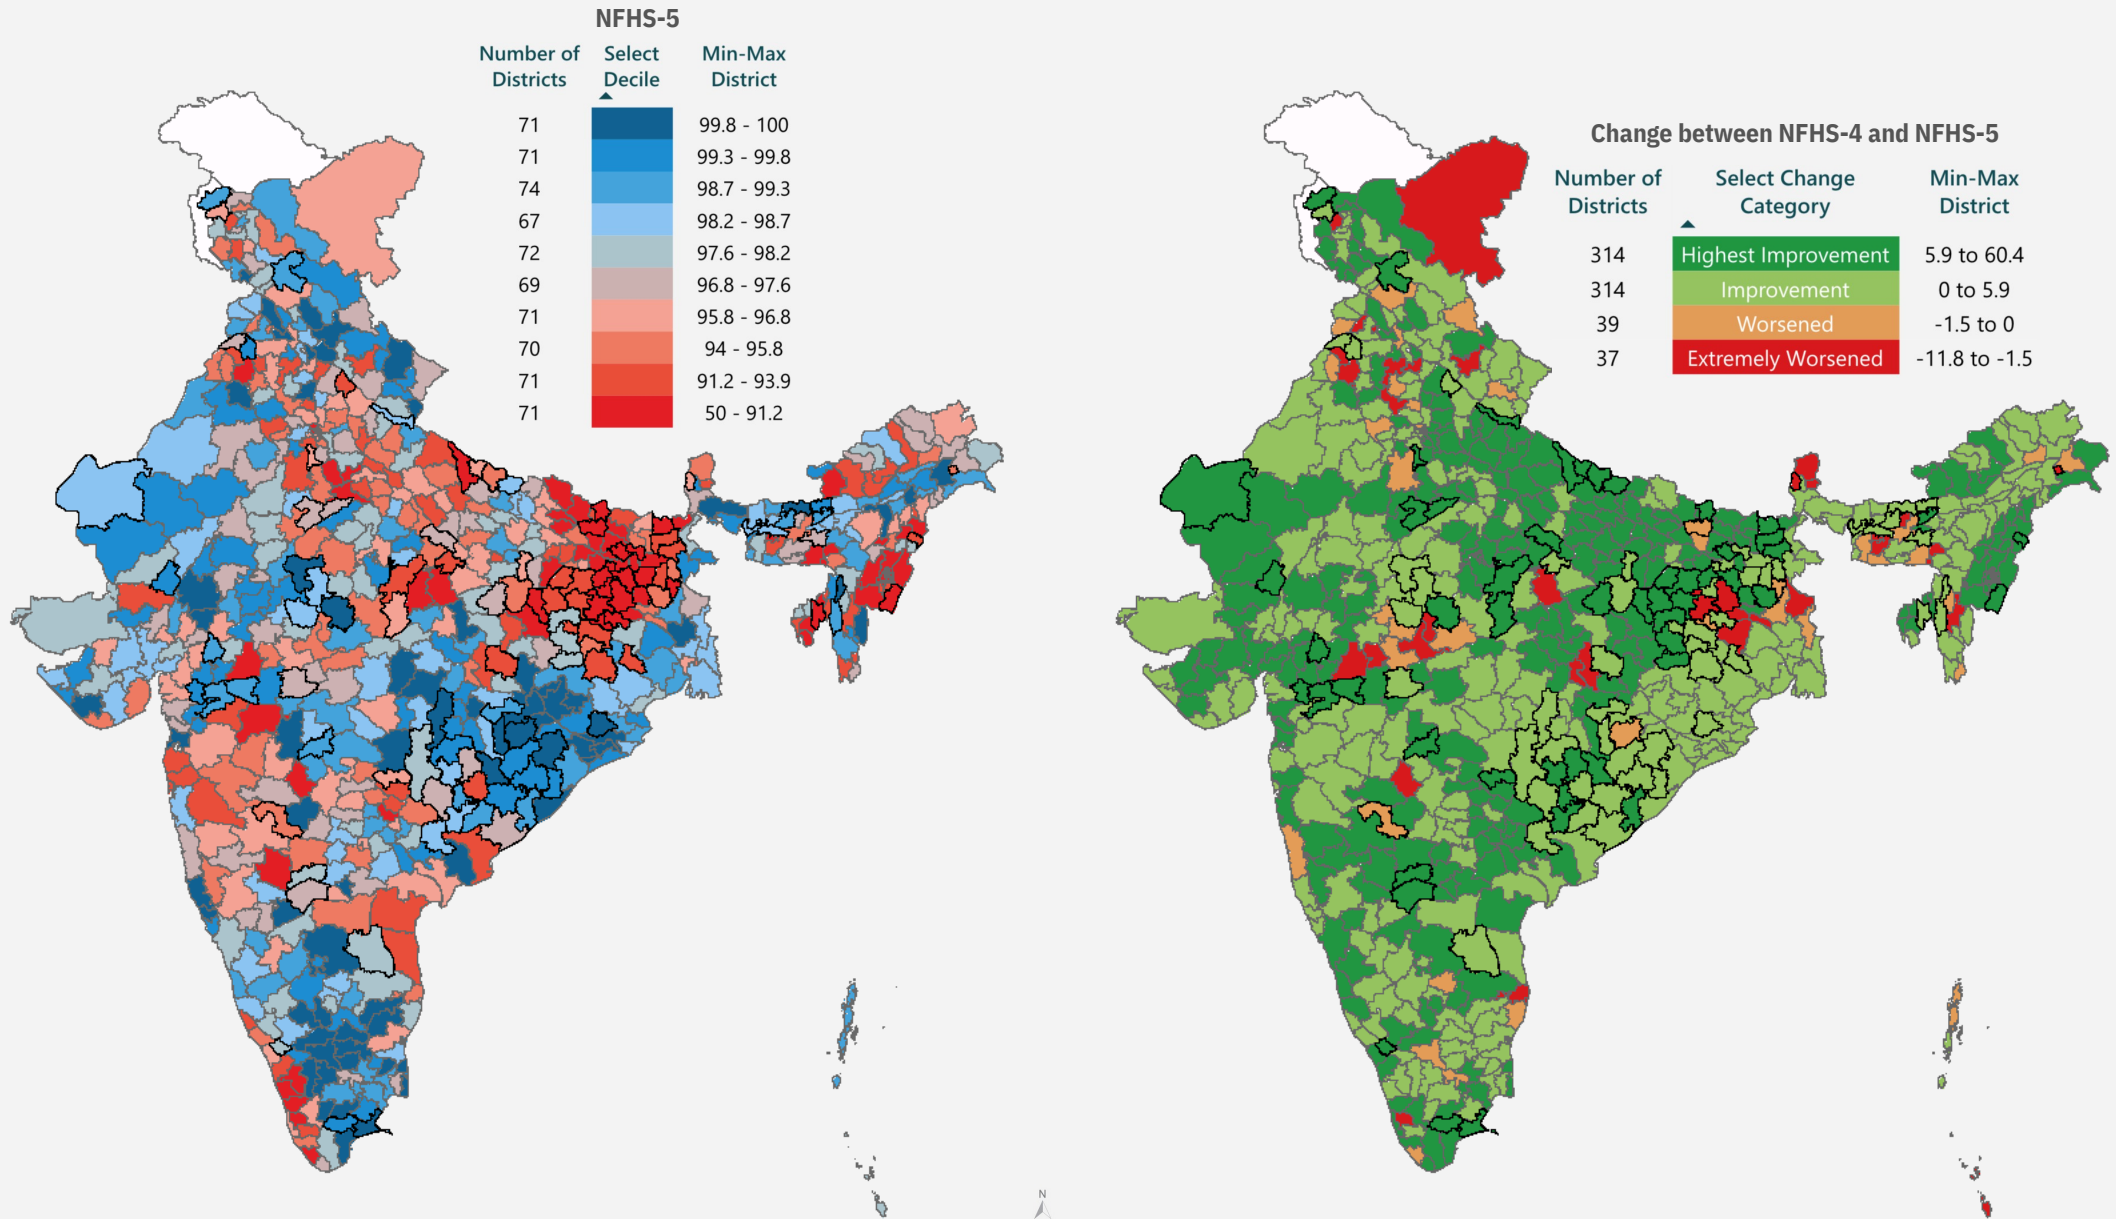 NFHS-5
Number of Districts Select Decile Min-Max District
71 99.8 - 100
71 99.3 - 99.8
74 98.7 - 99.3
67 98.2 - 98.7
72 97.6 - 98.2
69 96.8 - 97.6
71 95.8 - 96.8
70 94 - 95.8
71 91.2 - 93.9
71 50 - 91.2
Change between NFHS-4 and NFHS-5
Number of Districts Select Change Category Min-Max District
314 Highest Improvement 5.9 to 60.4
314 Improvement 0 to 5.9
39 Worsened -1.5 to 0
37 Extremely Worsened -11.8 to -1.5
N